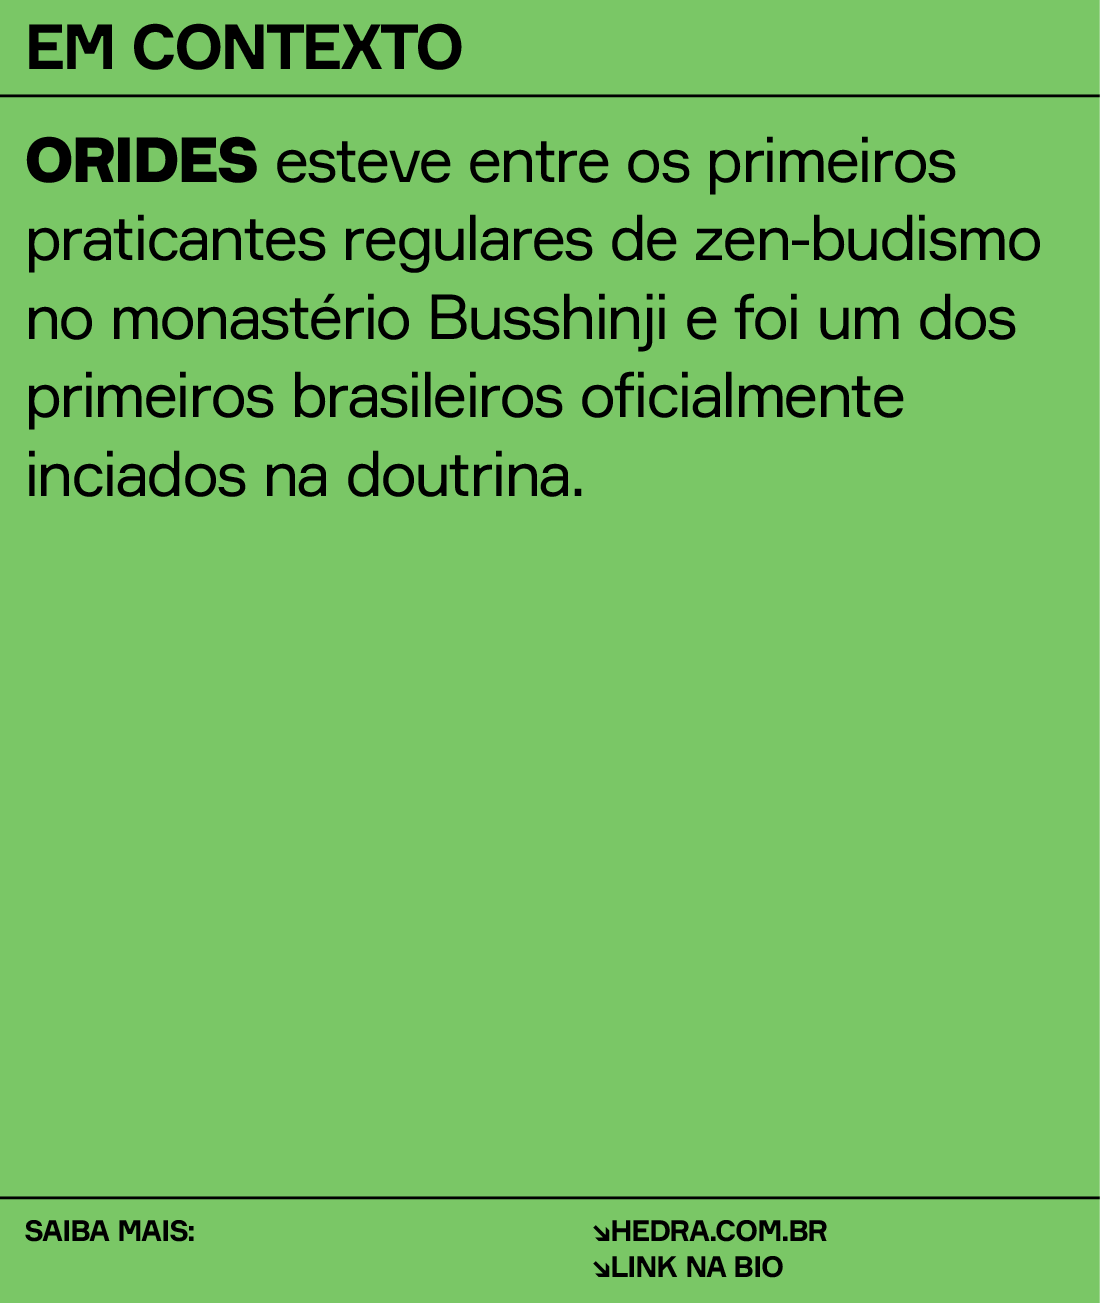 EM CONTEXTO
ORIDES esteve entre os primeiros
praticantes regulares de zen-budismo
no monastério Busshinji e foi um dos
primeiros brasileiros oficialmente
inciados na doutrina.
SAIBA MAIS:
↘HEDRA.COM.BR
↘LINK NA BIO